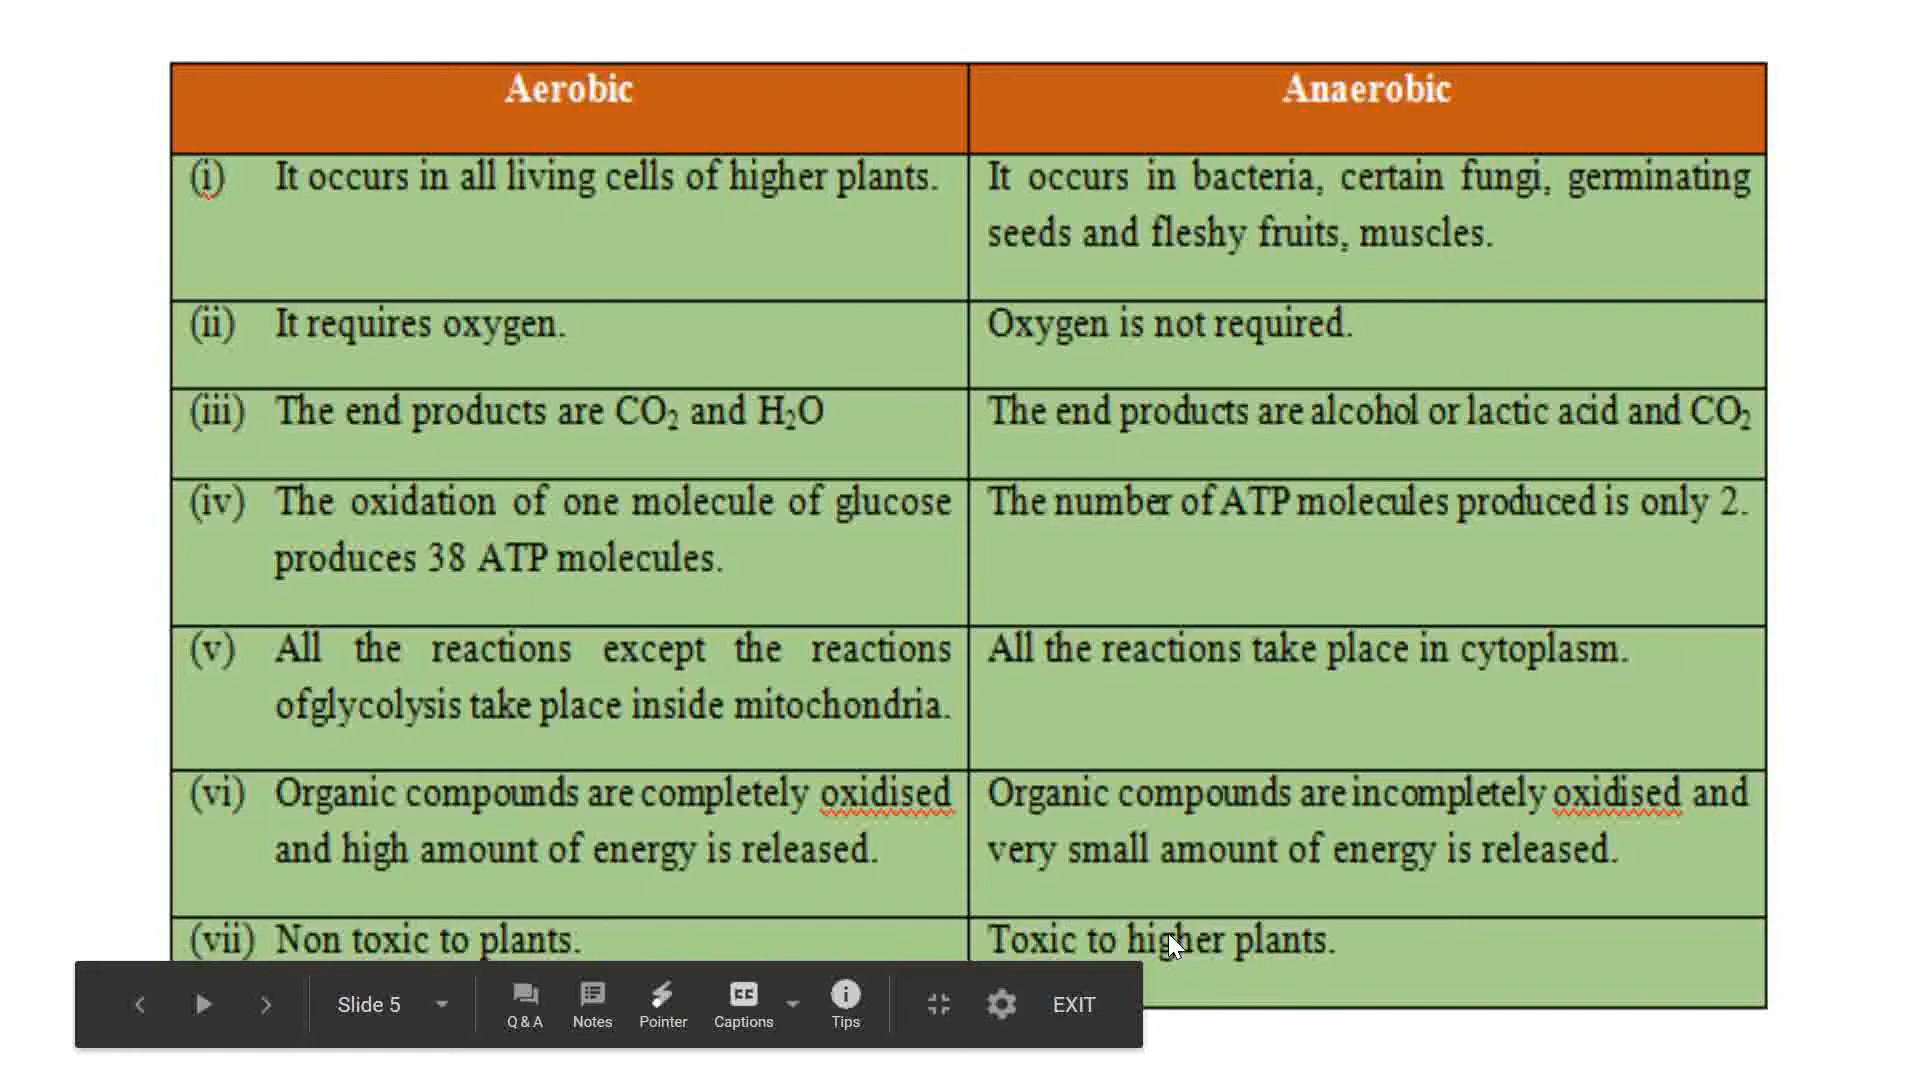 Aerobic
Anaerobic
(i) It occurs in all living cells of higher plants.
It occurs in bacteria, certain fungi, germinating
seeds and fleshy fruits, muscles.
(ii) It requires oxygen.
Oxygen is not required.
(iii) The end products are CO₂ and H₂O
The end products are alcohol or lactic acid and CO₂
(iv) The oxidation of one molecule of glucose
produces 38 ATP molecules.
The number of ATP molecules produced is only 2.
(v) All the reactions except the reactions
ofglycolysis take place inside mitochondria.
All the reactions take place in cytoplasm.
(vi) Organic compounds are completely oxidised
and high amount of energy is released.
Organic compounds are incompletely oxidised and
very small amount of energy is released.
(vii) Non toxic to plants.
Toxic to higher plants.
Slide 5
Q & A
Notes
Pointer
CC
Captions
Tips
EXIT